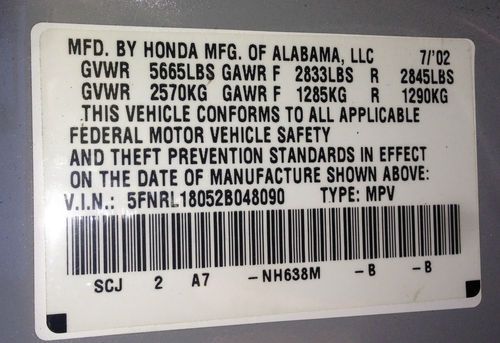 MFD. BY HONDA MFG. OF ALABAMA, LLC 7/'02
GVWR 5665LBS GAWR F 2833LBS R 2845LBS
GVWR 2570KG GAWR F 1285KG R 1290KG
THIS VEHICLE CONFORMS TO ALL APPLICABLE
FEDERAL MOTOR VEHICLE SAFETY
AND THEFT PREVENTION STANDARDS IN EFFECT
ON THE DATE OF MANUFACTURE SHOWN ABOVE:
V.I.N.: 5FNRL18052B048090 TYPE: MPV
SCJ 2 A7 -NH638M -B -B